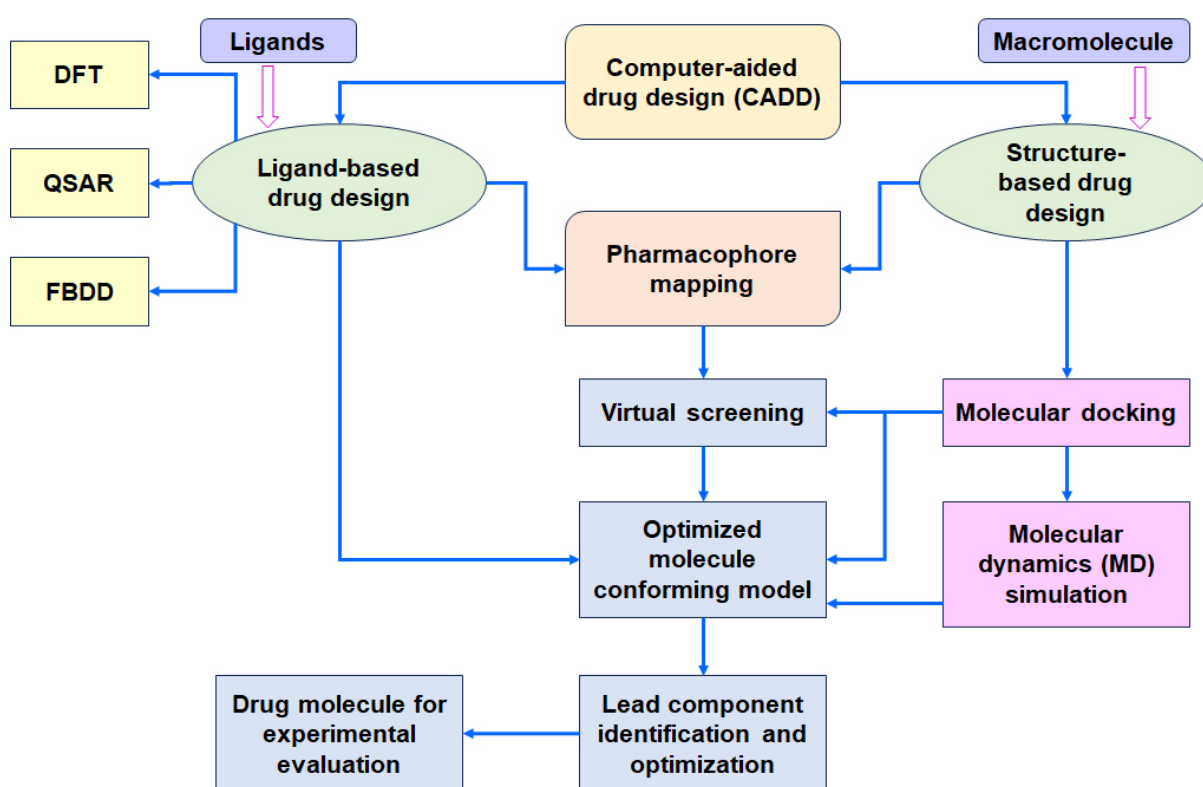 Ligands
Macromolecule
DFT
Computer-aided
drug design (CADD)
QSAR
Ligand-based
drug design
Structure-
based drug
design
FBDD
Pharmacophore
mapping
Virtual screening
Molecular docking
Optimized
molecule
conforming model
Molecular
dynamics (MD)
simulation
Drug molecule for
experimental
evaluation
Lead component
identification and
optimization